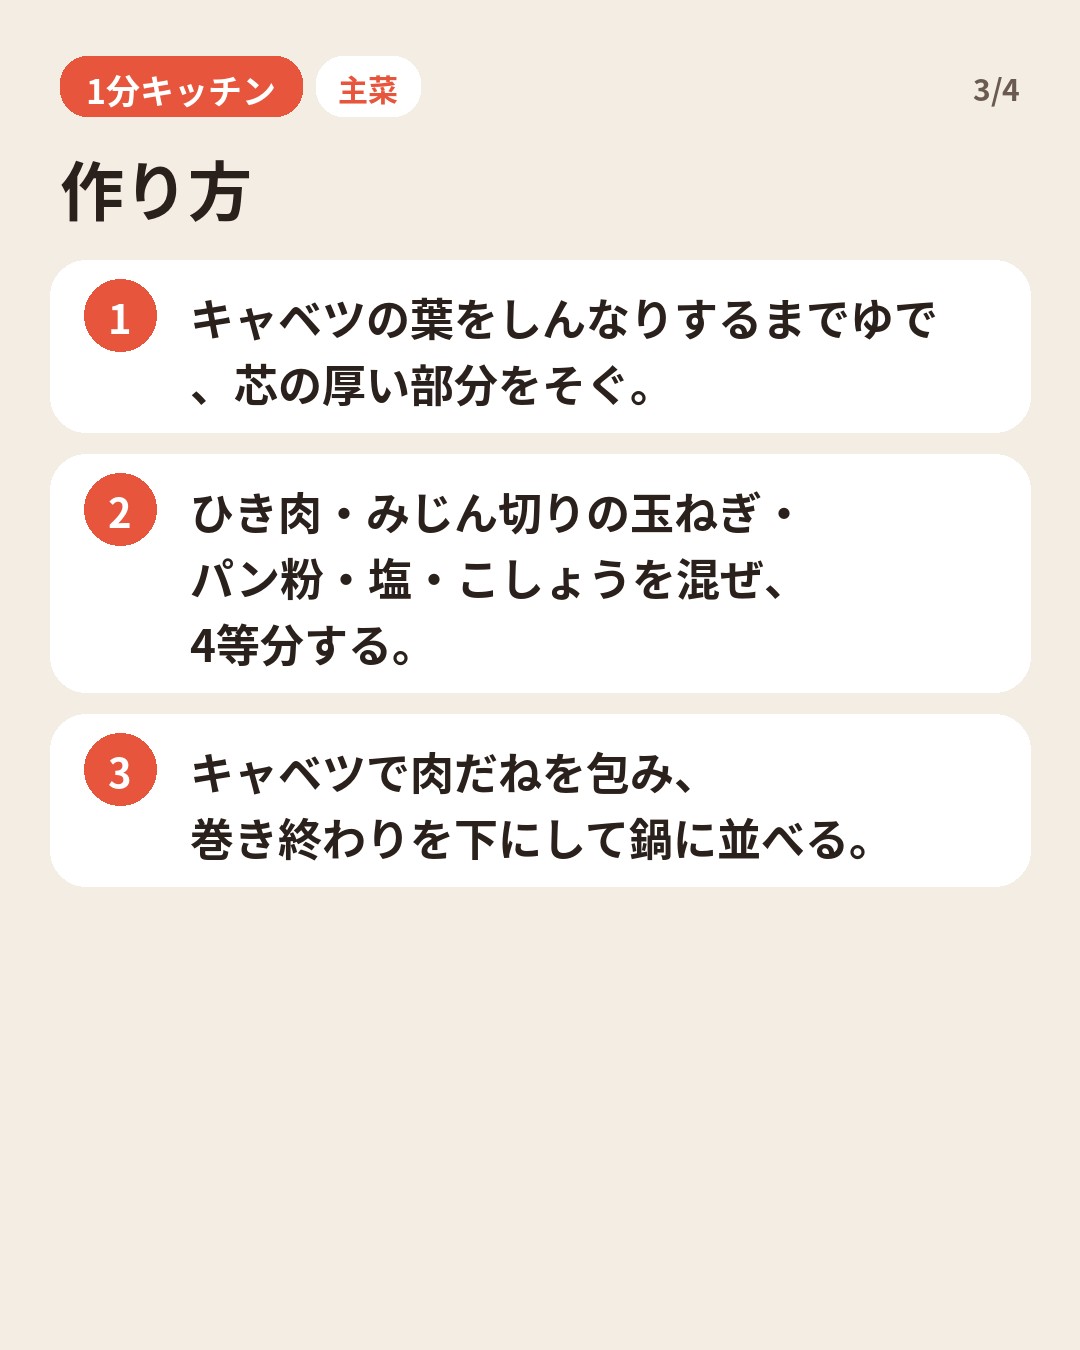 1分キッチン
主菜
3/4
作り方
1
キャベツの葉をしんなりするまでゆで
、芯の厚い部分をそぐ。
2
ひき肉・みじん切りの玉ねぎ・
パン粉・塩・こしょうを混ぜ、
4等分する。
3
キャベツで肉だねを包み、
巻き終わりを下にして鍋に並べる。